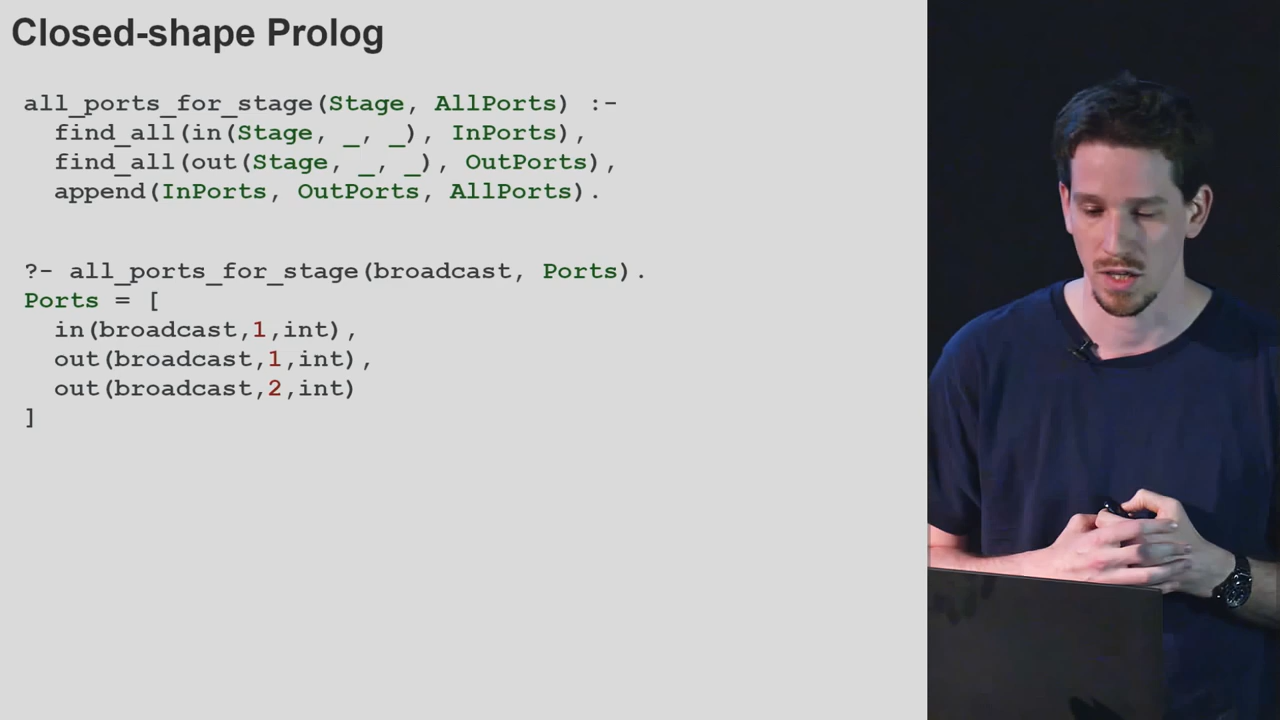 Closed-shape Prolog
all_ports_for_stage(Stage, AllPorts) :-
find_all(in(Stage, _, _), InPorts),
find_all(out(Stage, _, _), OutPorts),
append(InPorts, OutPorts, AllPorts).
?- all_ports_for_stage(broadcast, Ports).
Ports = [
in(broadcast,1,int),
out(broadcast,1,int),
out(broadcast,2,int)
]